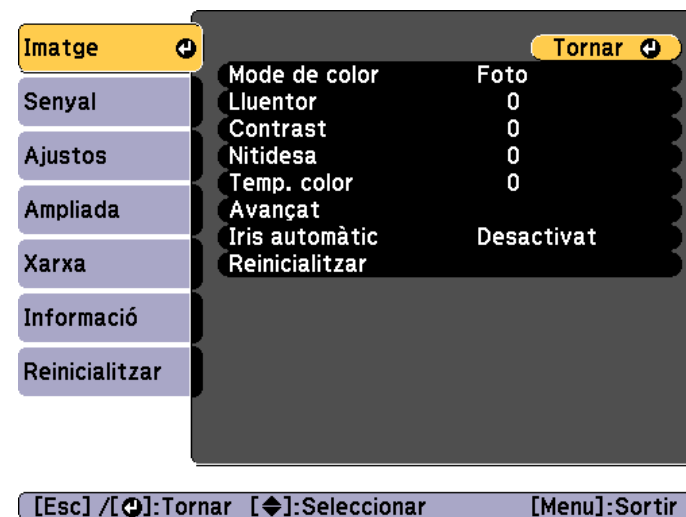 Imatge
Senyal
Ajustos
Ampliada
Xarxa
Informació
Reinicialitzar
Tornar
Mode de color Foto
Lluentor 0
Contrast 0
Nitidesa 0
Temp. color 0
Avançat
Iris automàtic Desactivat
Reinicialitzar
[Esc] /[⏎]:Tornar [◆]:Seleccionar [Menu]:Sortir